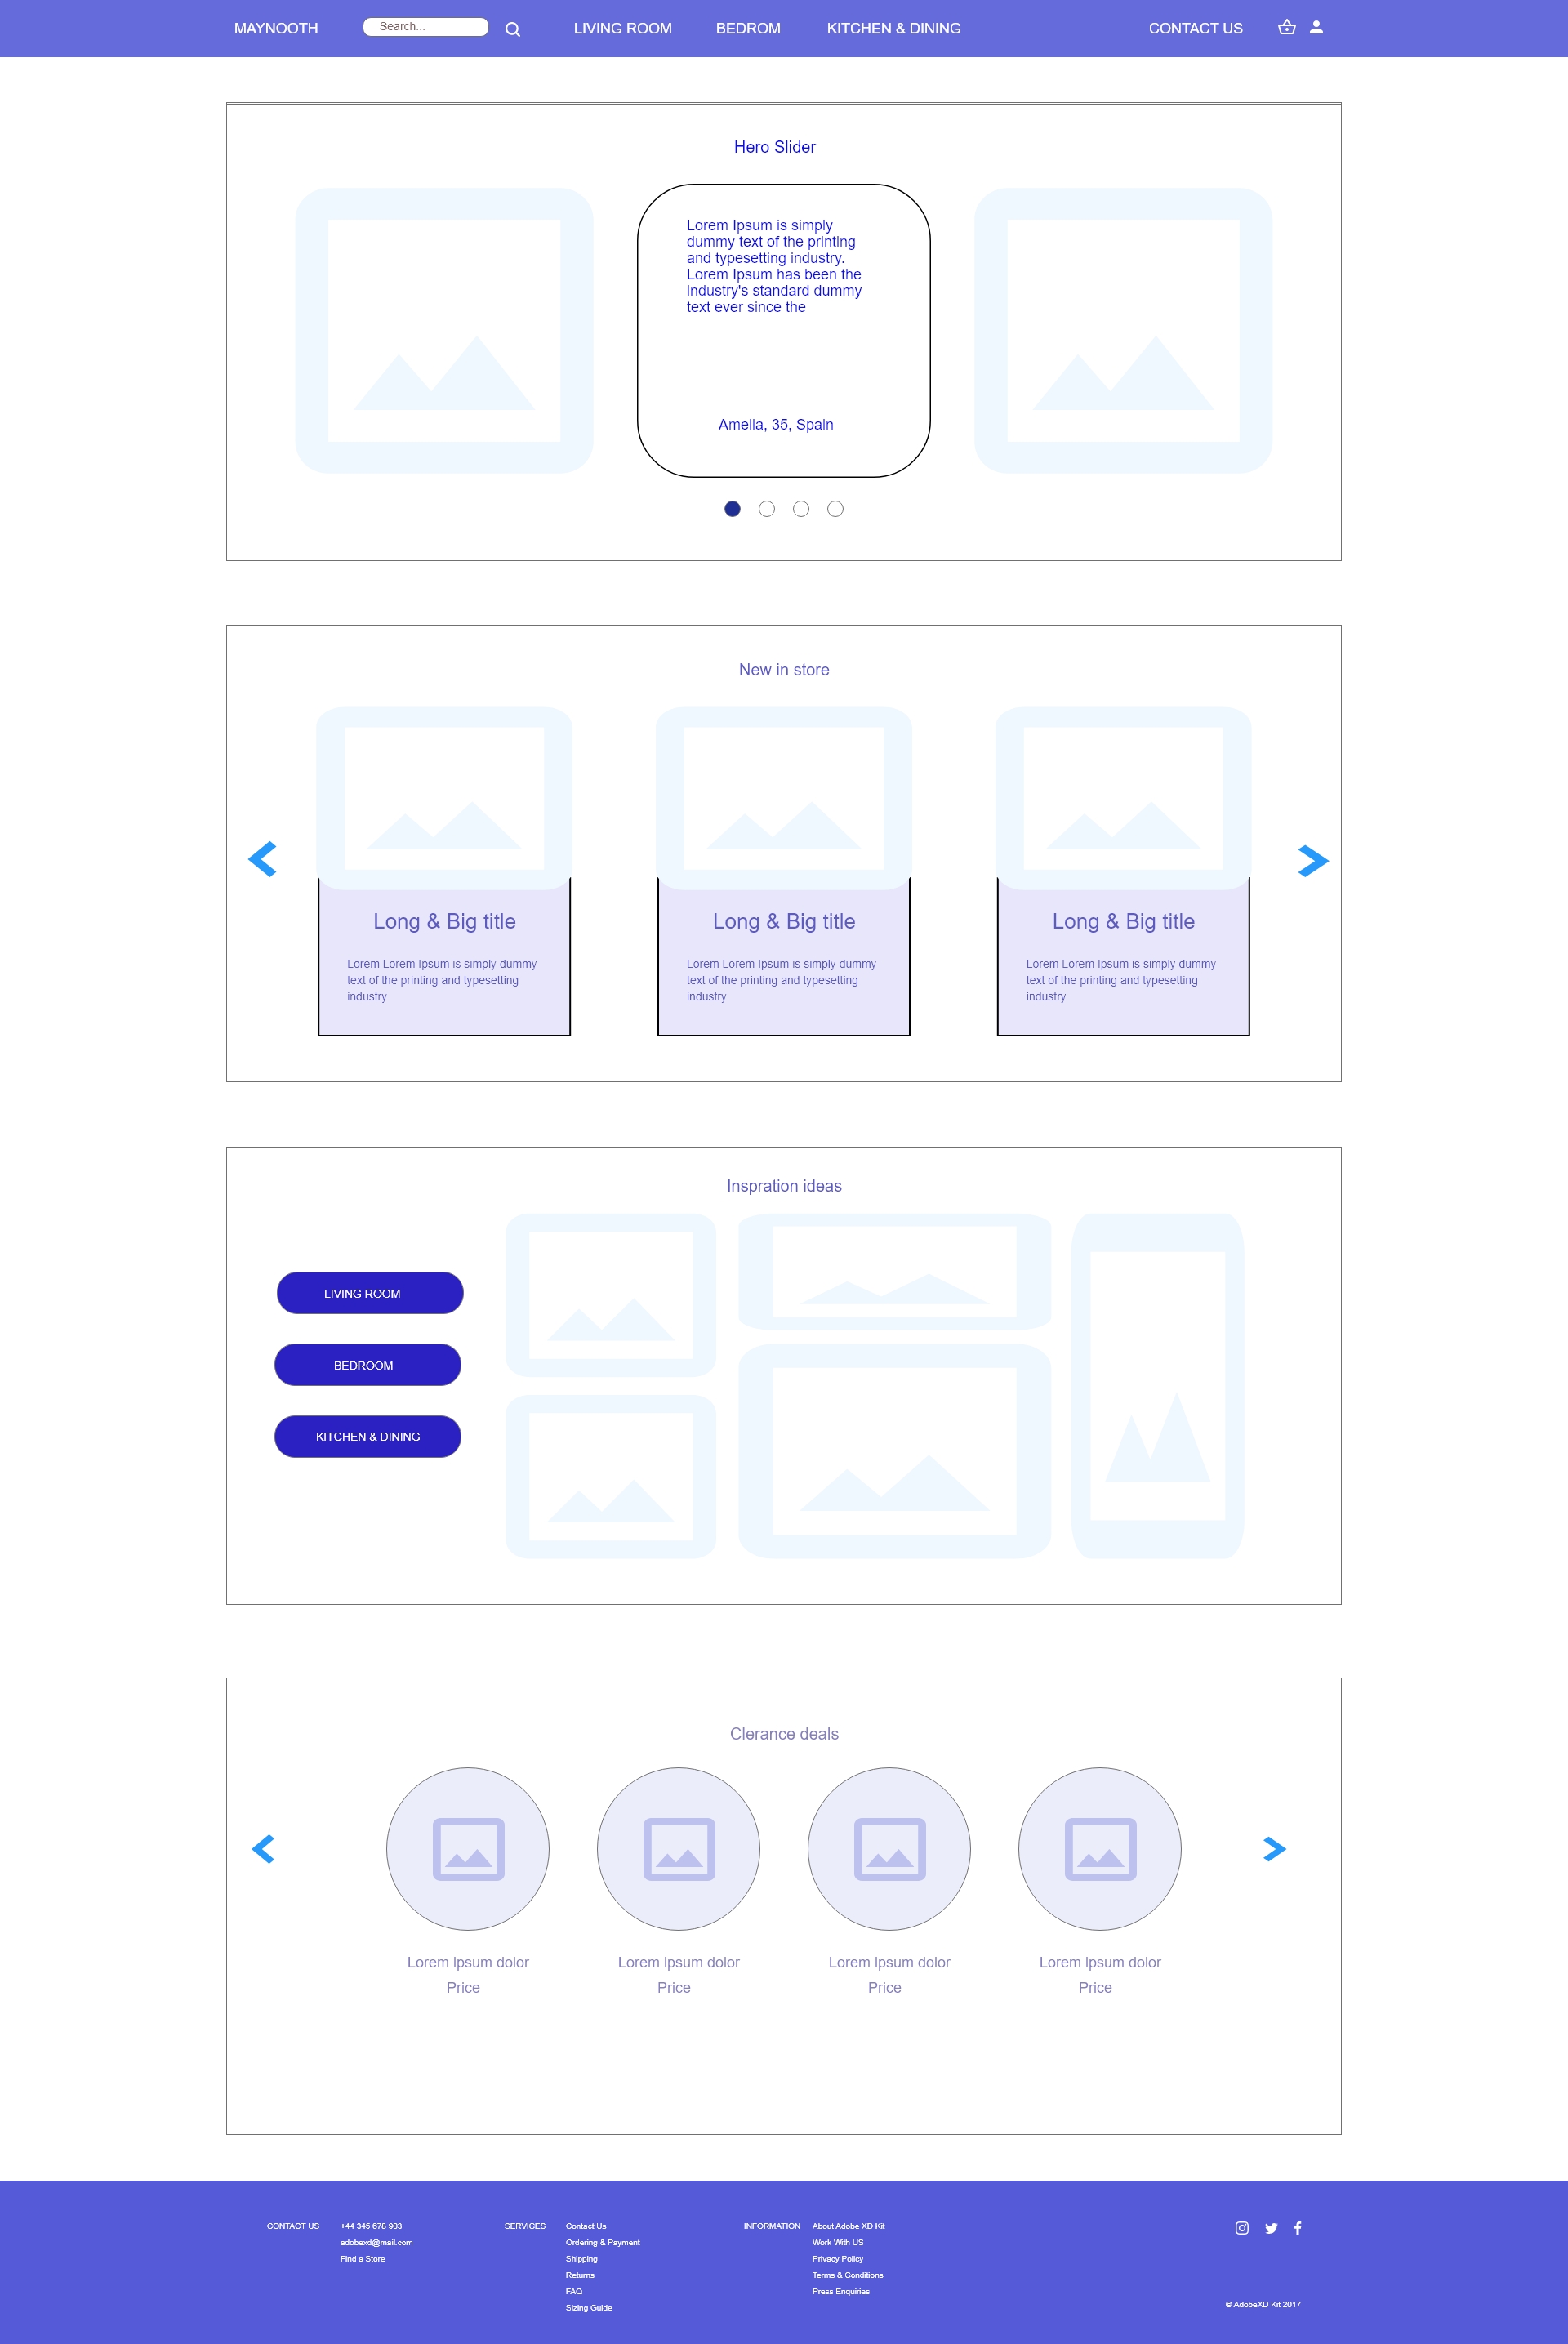 MAYNOOTH
Search...
LIVING ROOM
BEDROM
KITCHEN & DINING
CONTACT US
Hero Slider
Lorem Ipsum is simply
dummy text of the printing
and typesetting industry.
Lorem Ipsum has been the
industry's standard dummy
text ever since the
Amelia, 35, Spain
New in store
Long & Big title
Lorem Lorem Ipsum is simply dummy
text of the printing and typesetting
industry
Long & Big title
Lorem Lorem Ipsum is simply dummy
text of the printing and typesetting
industry
Long & Big title
Lorem Lorem Ipsum is simply dummy
text of the printing and typesetting
industry
Inspration ideas
LIVING ROOM
BEDROOM
KITCHEN & DINING
Clerance deals
Lorem ipsum dolor
Price
Lorem ipsum dolor
Price
Lorem ipsum dolor
Price
Lorem ipsum dolor
Price
CONTACT US
+44 345 678 903
adobexd@mail.com
Find a Store
SERVICES
Contact Us
Ordering & Payment
Shipping
Returns
FAQ
Sizing Guide
INFORMATION
About Adobe XD Kit
Work With US
Privacy Policy
Terms & Conditions
Press Enquiries
© AdobeXD Kit 2017